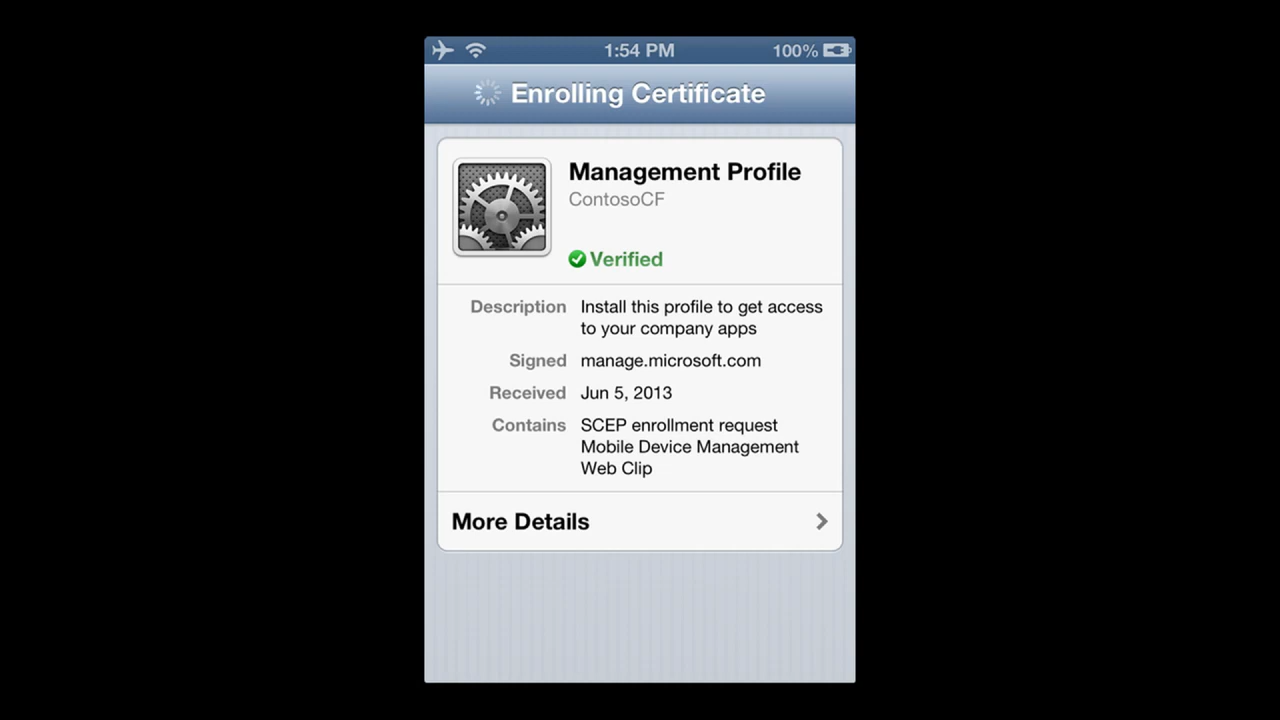 1:54 PM
100%
Enrolling Certificate
Management Profile
ContosoCF
Verified
Description Install this profile to get access
to your company apps
Signed manage.microsoft.com
Received Jun 5, 2013
Contains SCEP enrollment request
Mobile Device Management
Web Clip
More Details